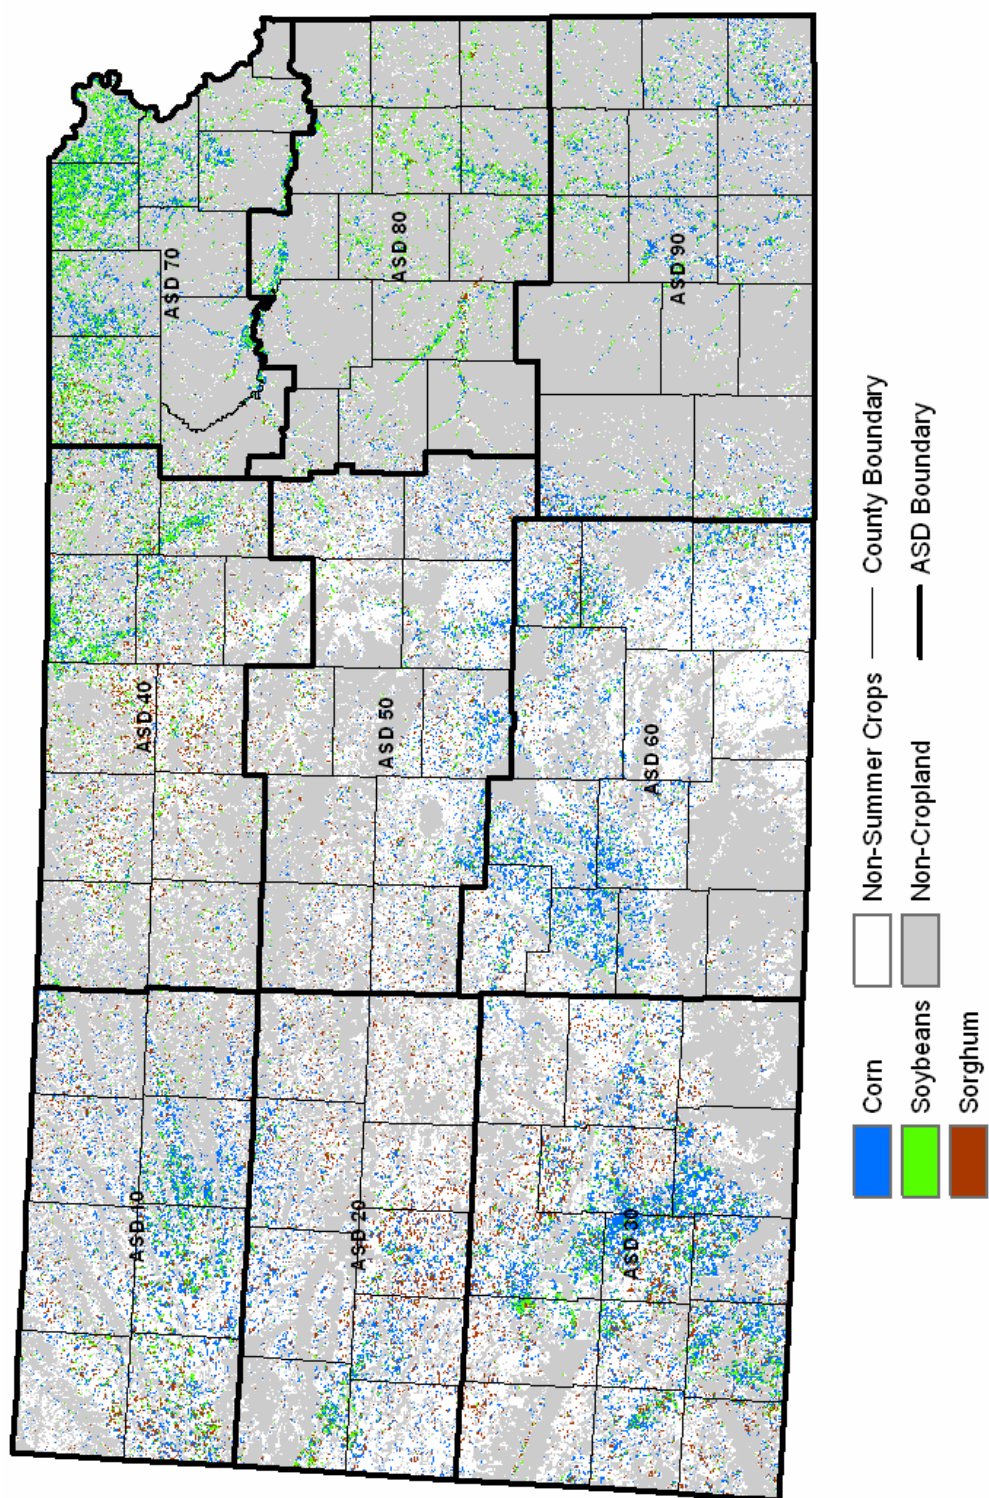 ASD 10
ASD 40
ASD 70
ASD 20
ASD 50
ASD 80
ASD 30
ASD 60
ASD 90
Corn
Non-Summer Crops
County Boundary
Soybeans
Non-Cropland
ASD Boundary
Sorghum